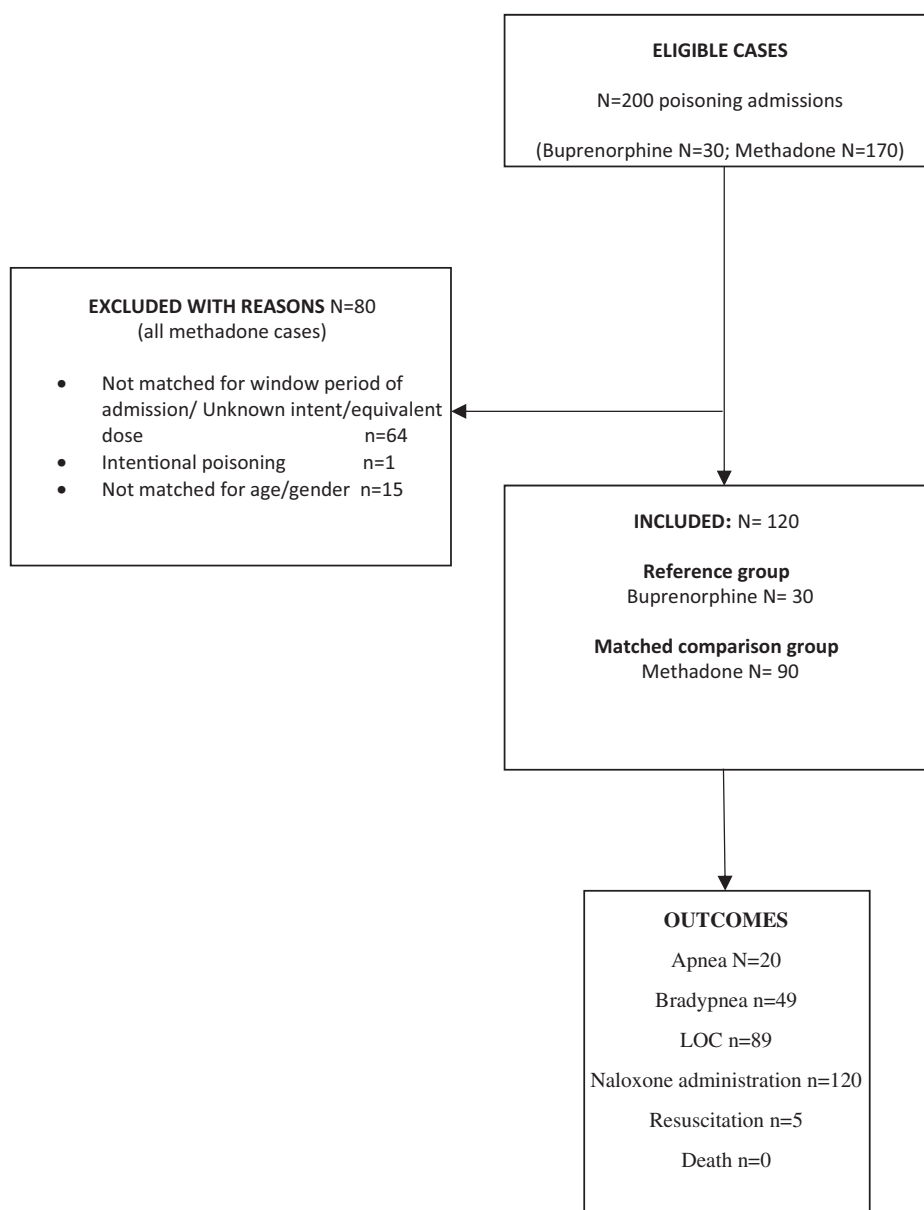 ELIGIBLE CASES
N=200 poisoning admissions
(Buprenorphine N=30; Methadone N=170)
EXCLUDED WITH REASONS N=80
(all methadone cases)
• Not matched for window period of
admission/ Unknown intent/equivalent
dose n=64
• Intentional poisoning n=1
• Not matched for age/gender n=15
INCLUDED: N= 120
Reference group
Buprenorphine N= 30
Matched comparison group
Methadone N= 90
OUTCOMES
Apnea N=20
Bradypnea n=49
LOC n=89
Naloxone administration n=120
Resuscitation n=5
Death n=0